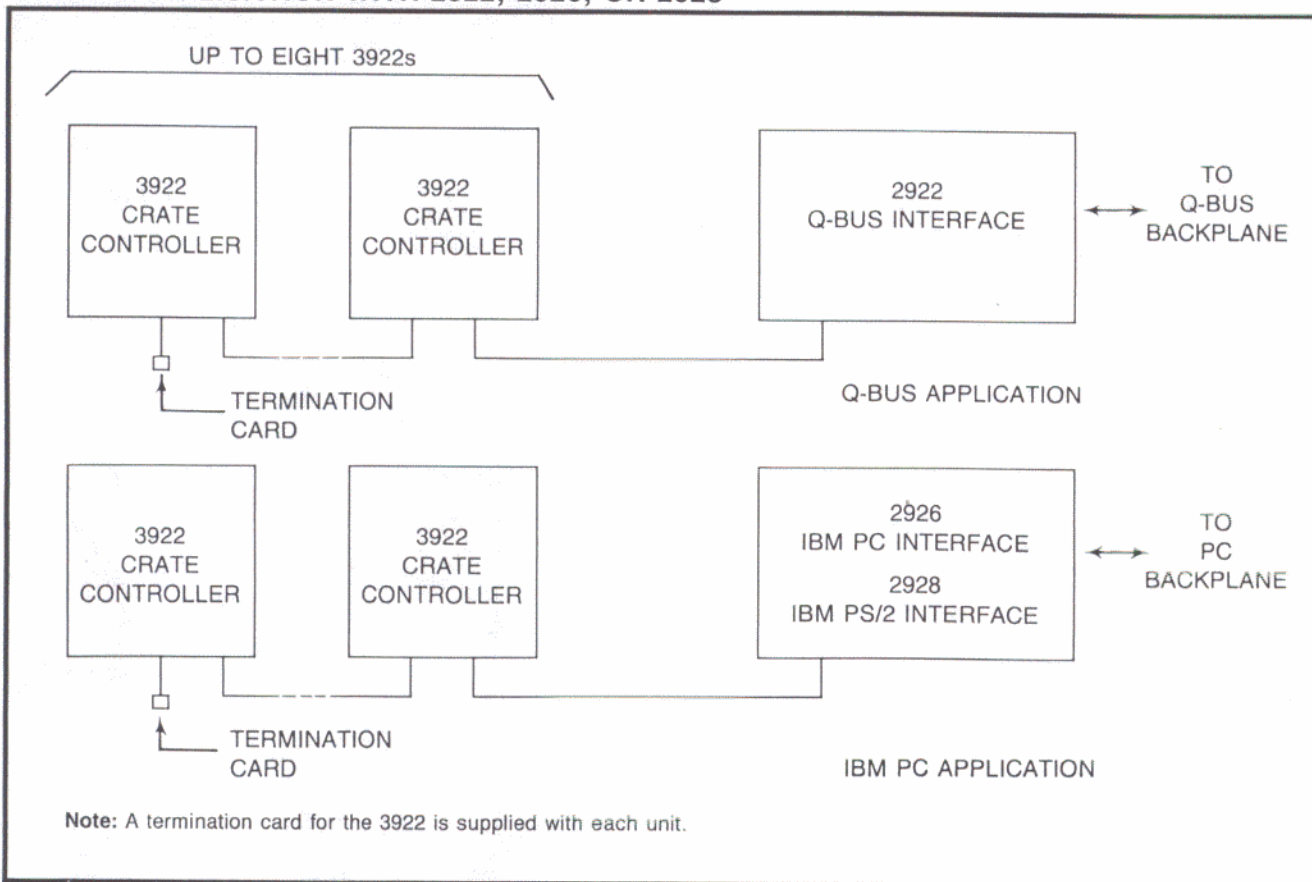 UP TO EIGHT 3922s
3922
CRATE
CONTROLLER
3922
CRATE
CONTROLLER
2922
Q-BUS INTERFACE
TO
Q-BUS
BACKPLANE
TERMINATION
CARD
Q-BUS APPLICATION
3922
CRATE
CONTROLLER
3922
CRATE
CONTROLLER
2926
IBM PC INTERFACE
2928
IBM PS/2 INTERFACE
TO
PC
BACKPLANE
TERMINATION
CARD
IBM PC APPLICATION
Note: A termination card for the 3922 is supplied with each unit.